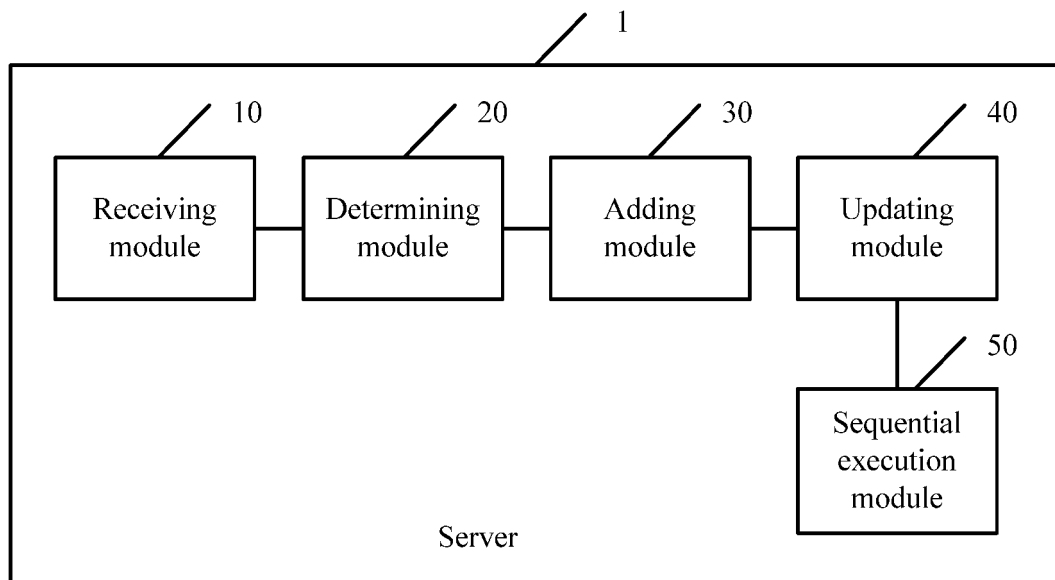 1
10
20
30
40
Receiving
module
Determining
module
Adding
module
Updating
module
50
Sequential
execution
module
Server